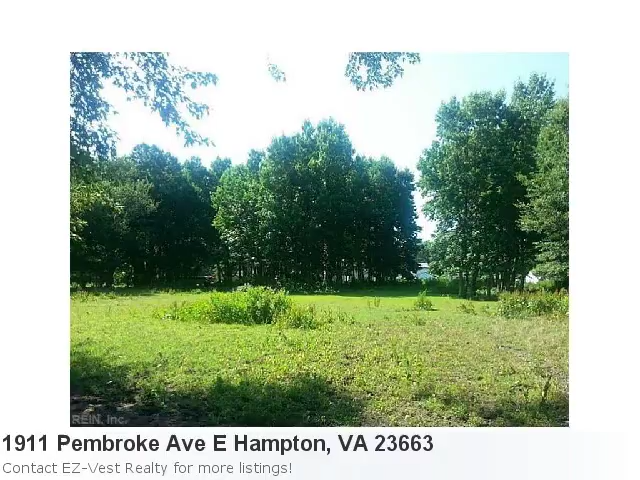 REIN, Inc.
1911 Pembroke Ave E Hampton, VA 23663
Contact EZ-Vest Realty for more listings!